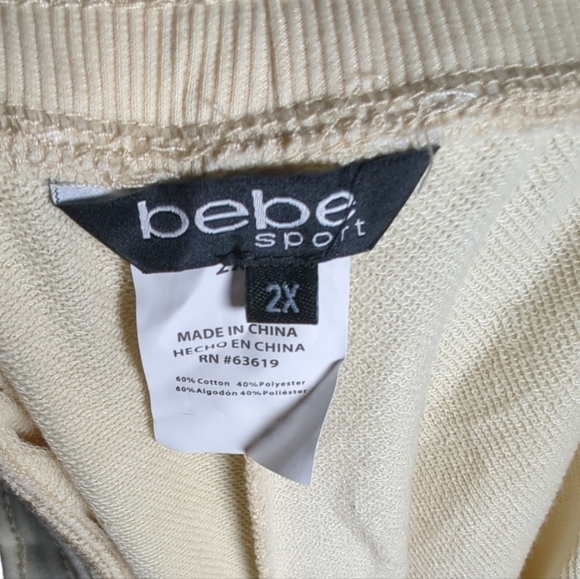 bebe
sport
2X
MADE IN CHINA
HECHO EN CHINA
RN #63619
60% Cotton 40% Polyester
60% Algodón 40% Poliéster